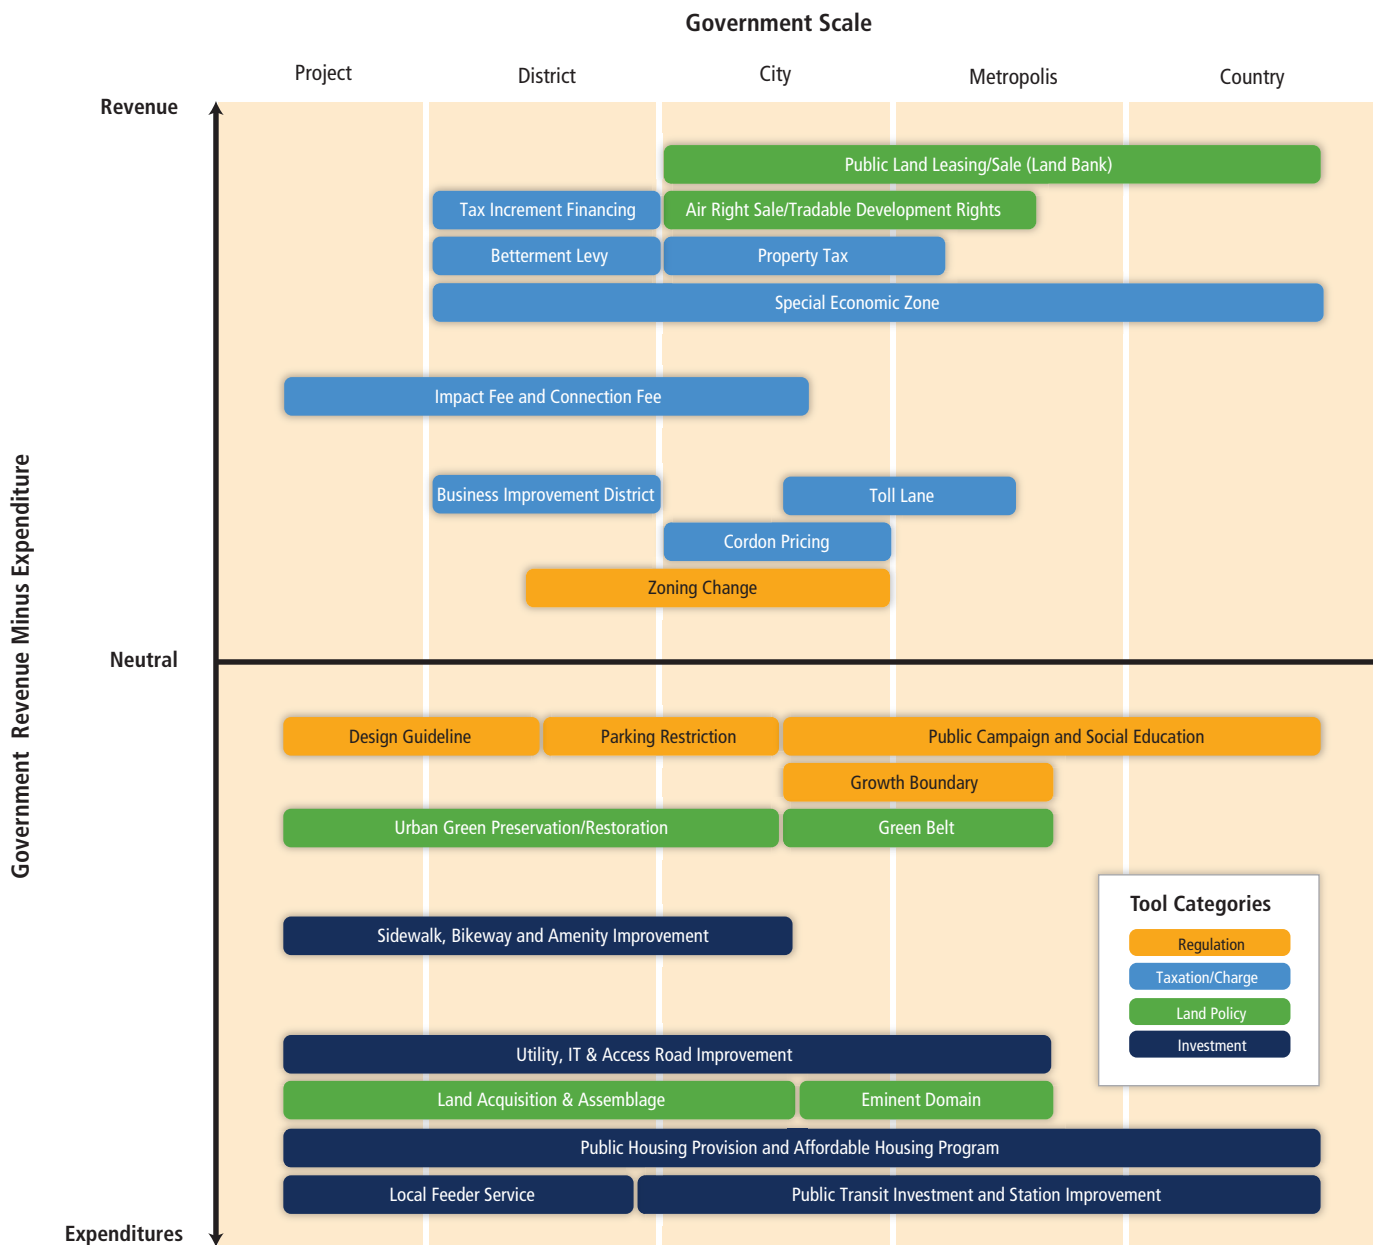 Government Scale
Project
District
City
Metropolis
Country
Revenue
Public Land Leasing/Sale (Land Bank)
Tax Increment Financing
Air Right Sale/Tradable Development Rights
Betterment Levy
Property Tax
Special Economic Zone
Impact Fee and Connection Fee
Business Improvement District
Toll Lane
Cordon Pricing
Zoning Change
Government Revenue Minus Expenditure
Neutral
Design Guideline
Parking Restriction
Public Campaign and Social Education
Growth Boundary
Urban Green Preservation/Restoration
Green Belt
Sidewalk, Bikeway and Amenity Improvement
Tool Categories
Regulation
Taxation/Charge
Land Policy
Investment
Utility, IT & Access Road Improvement
Land Acquisition & Assemblage
Eminent Domain
Public Housing Provision and Affordable Housing Program
Local Feeder Service
Public Transit Investment and Station Improvement
Expenditures